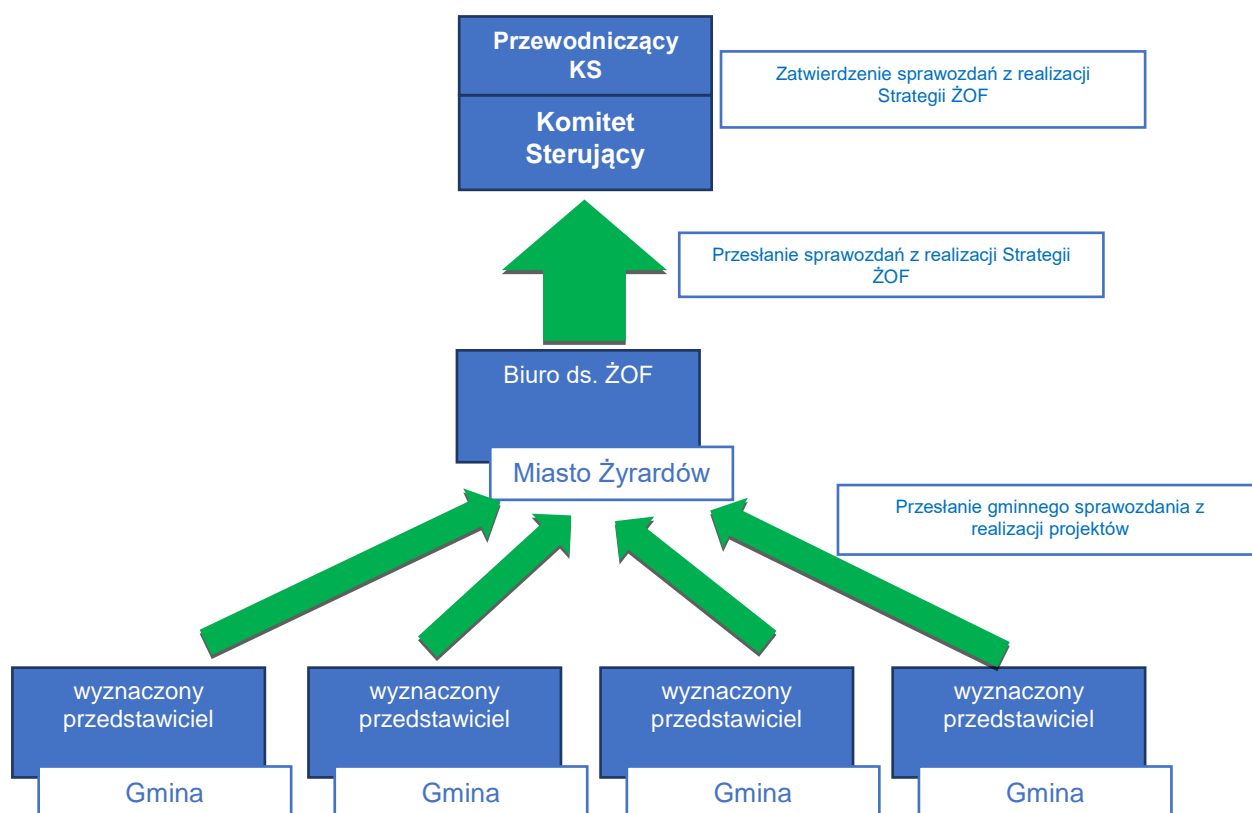 Przewodniczący
KS
Zatwierdzenie sprawozdań z realizacji
Strategii ŻOF
Komitet
Sterujący
Przesłanie sprawozdań z realizacji Strategii
ŻOF
Biuro ds. ŻOF
Miasto Żyrardów
Przesłanie gminnego sprawozdania z
realizacji projektów
wyznaczony
przedstawiciel
Gmina
wyznaczony
przedstawiciel
Gmina
wyznaczony
przedstawiciel
Gmina
wyznaczony
przedstawiciel
Gmina